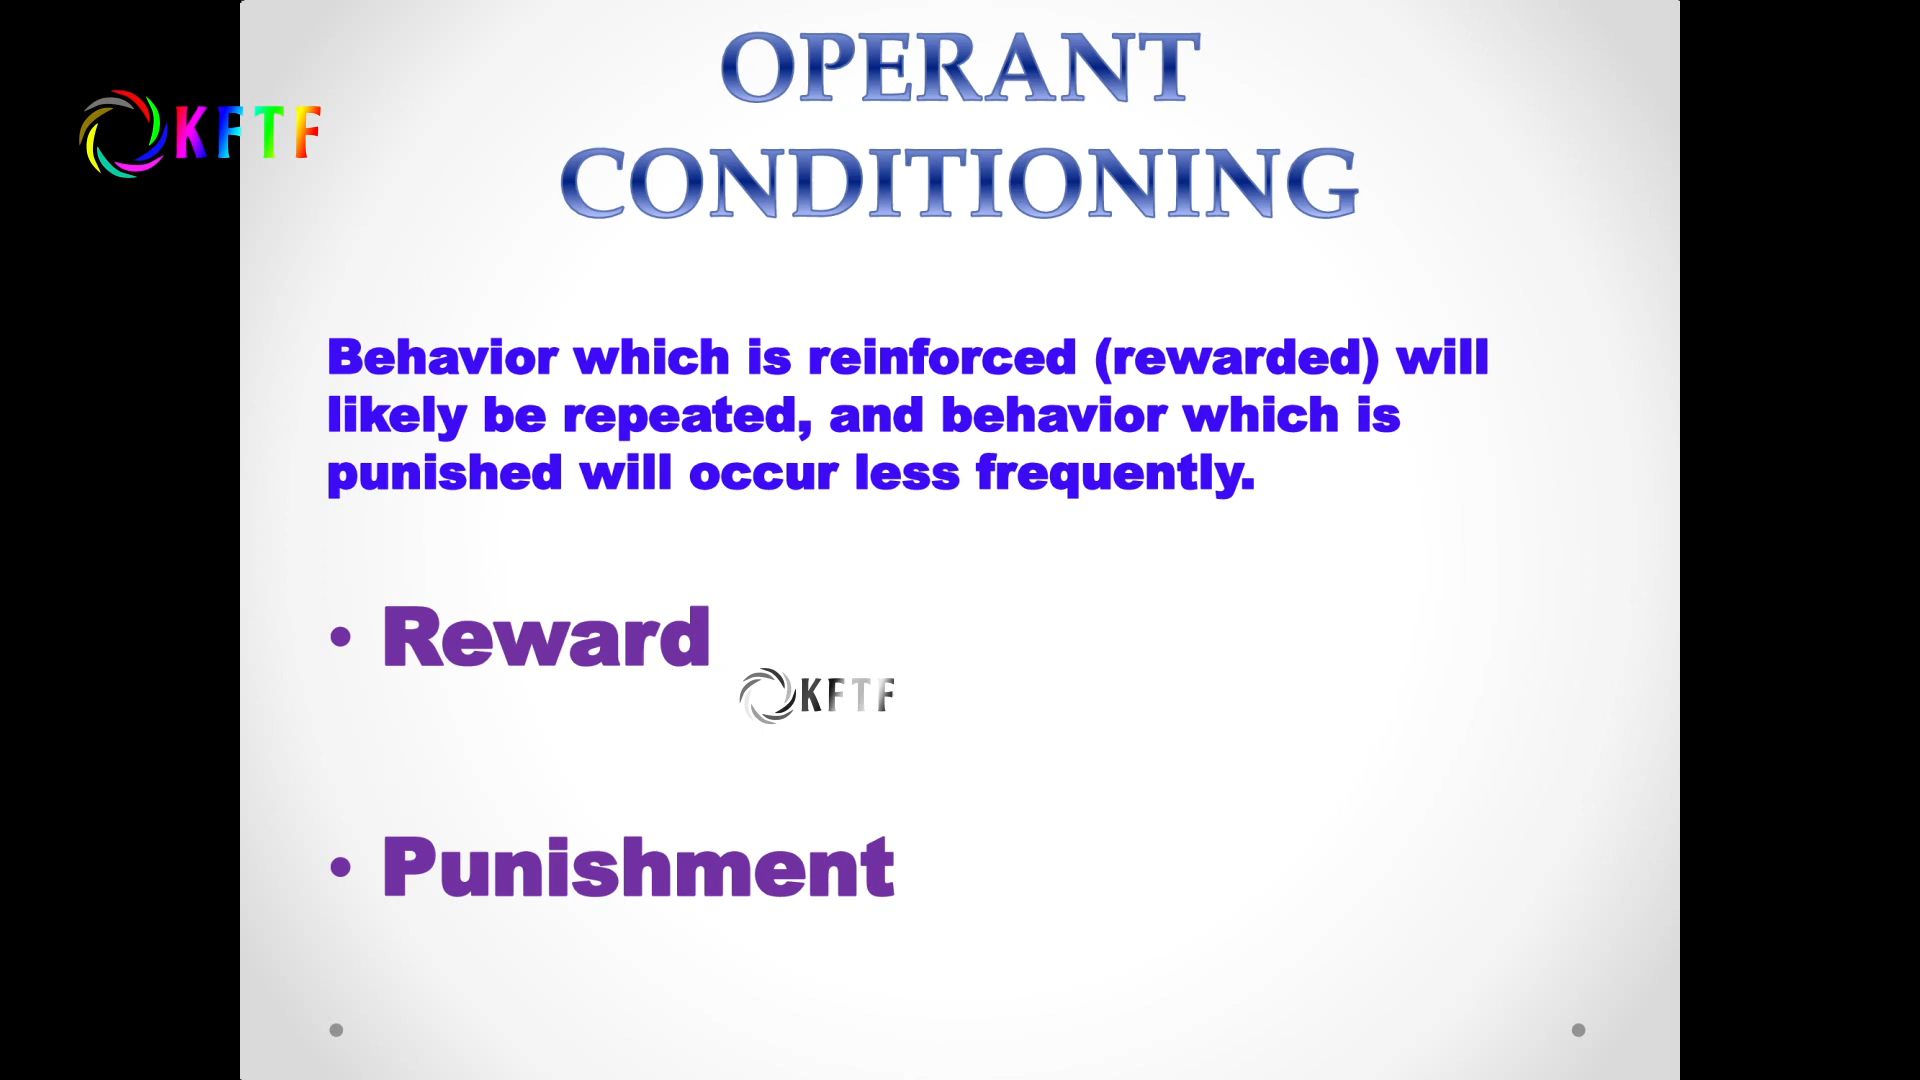 OPERANT
CONDITIONING
KFTF
Behavior which is reinforced (rewarded) will
likely be repeated, and behavior which is
punished will occur less frequently.
• Reward
KFTF
• Punishment